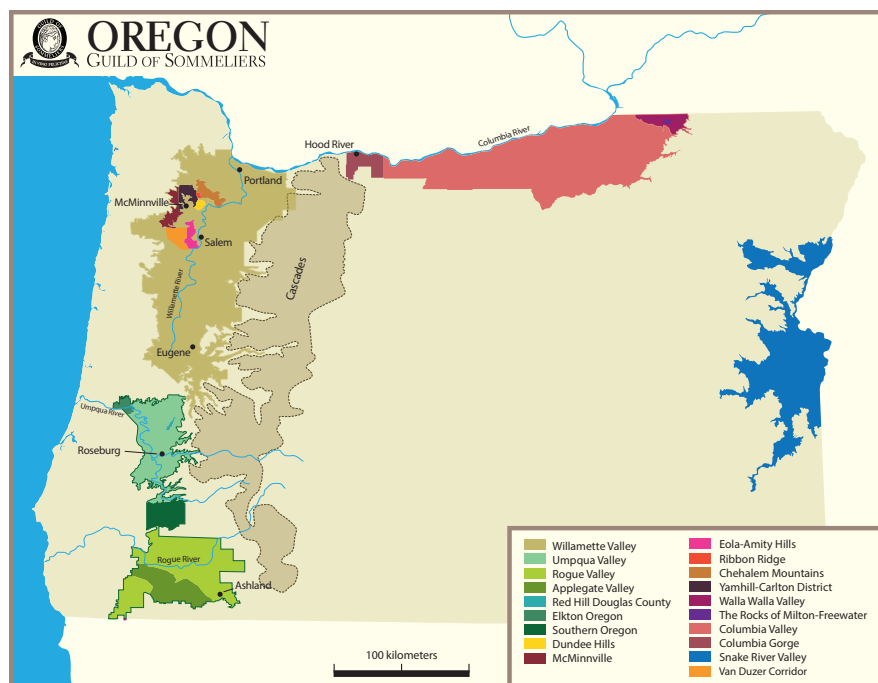 OREGON
GUILD OF SOMMELIERS
Hood River
Columbia River
Portland
McMinnville
Salem
Cascades
Willamette River
Eugene
Umpqua River
Roseburg
Rogue River
Ashland
100 kilometers
Willamette Valley
Umpqua Valley
Rogue Valley
Applegate Valley
Red Hill Douglas County
Elkton Oregon
Southern Oregon
Dundee Hills
McMinnville
Eola-Amity Hills
Ribbon Ridge
Chehalem Mountains
Yamhill-Carlton District
Walla Walla Valley
The Rocks of Milton-Freewater
Columbia Valley
Columbia Gorge
Snake River Valley
Van Duzer Corridor